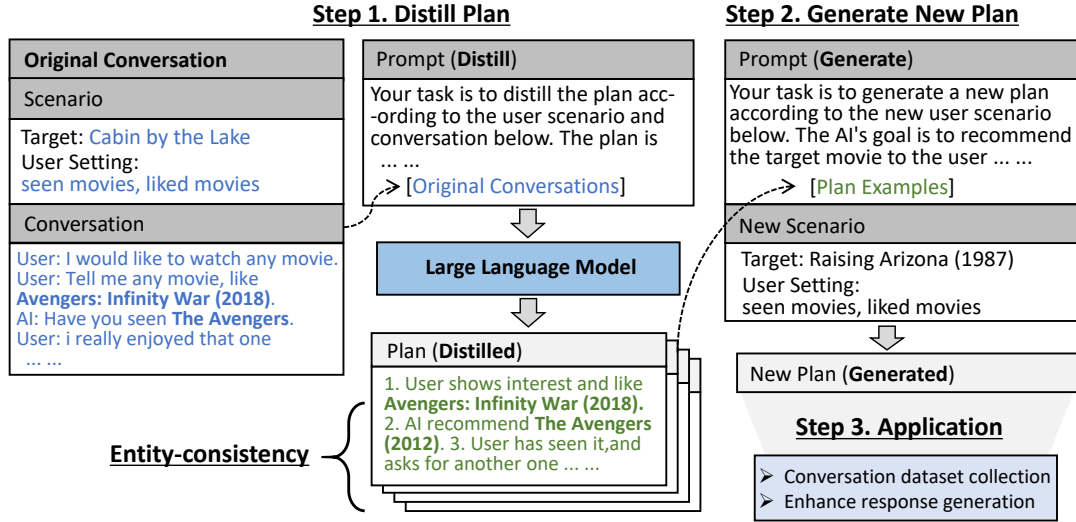 Step 1. Distill Plan
Original Conversation
Scenario
Target: Cabin by the Lake
User Setting:
seen movies, liked movies
Conversation
User: I would like to watch any movie.
User: Tell me any movie, like
Avengers: Infinity War (2018).
AI: Have you seen The Avengers.
User: i really enjoyed that one
... ...
Prompt (Distill)
Your task is to distill the plan acc-
-ording to the user scenario and
conversation below. The plan is
... ...
[Original Conversations]
Large Language Model
Plan (Distilled)
1. User shows interest and like
Avengers: Infinity War (2018).
2. AI recommend The Avengers
(2012). 3. User has seen it,and
asks for another one ... ...
Entity-consistency
Step 2. Generate New Plan
Prompt (Generate)
Your task is to generate a new plan
according to the new user scenario
below. The AI's goal is to recommend
the target movie to the user ... ...
[Plan Examples]
New Scenario
Target: Raising Arizona (1987)
User Setting:
seen movies, liked movies
New Plan (Generated)
Step 3. Application
➢ Conversation dataset collection
➢ Enhance response generation